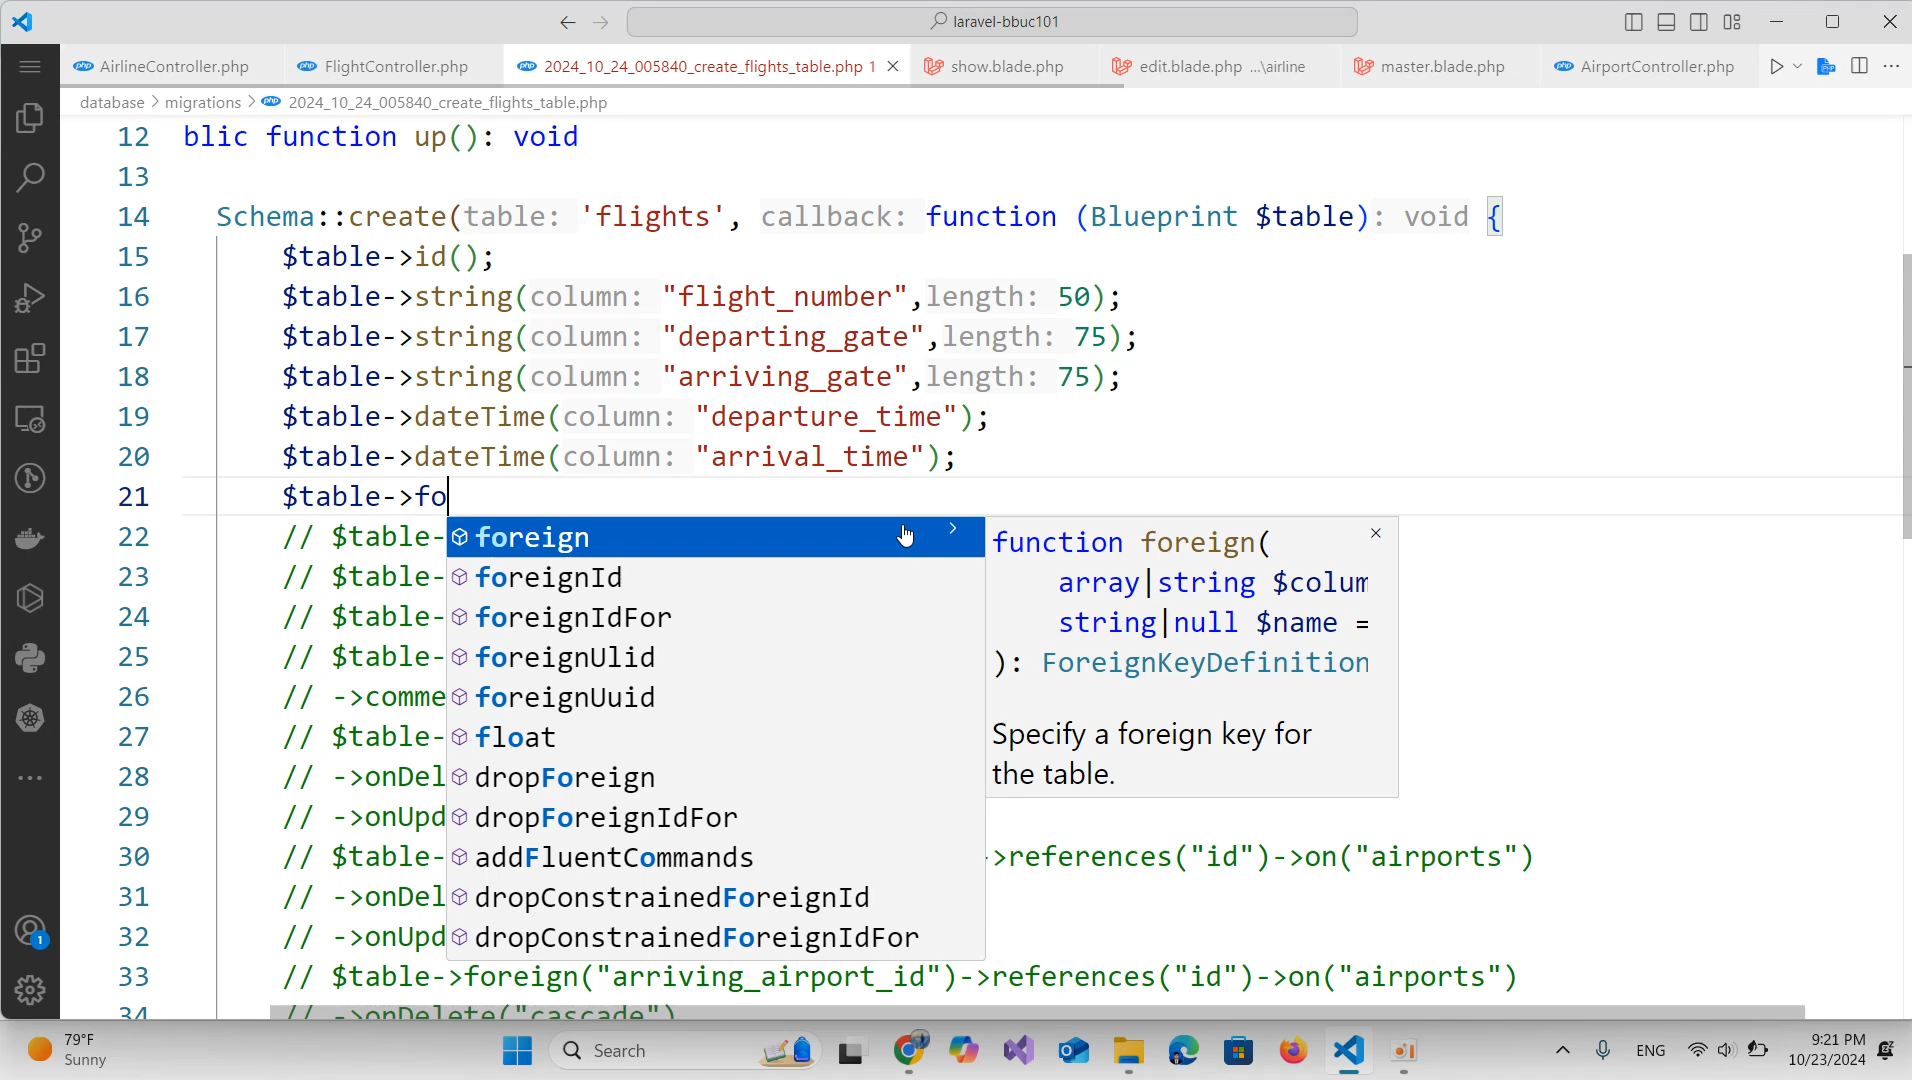 laravel-bbuc101
AirlineController.php
FlightController.php
2024_10_24_005840_create_flights_table.php 1
show.blade.php
edit.blade.php ...\airline
master.blade.php
AirportController.php
database > migrations > 2024_10_24_005840_create_flights_table.php
12 blic function up(): void
13
14 Schema::create(table: 'flights', callback: function (Blueprint $table): void {
15 $table->id();
16 $table->string(column: "flight_number",length: 50);
17 $table->string(column: "departing_gate",length: 75);
18 $table->string(column: "arriving_gate",length: 75);
19 $table->dateTime(column: "departure_time");
20 $table->dateTime(column: "arrival_time");
21 $table->fo
22 // $table-
23 // $table-
24 // $table-
25 // $table-
26 // ->comme
27 // $table-
28 // ->onDel
29 // ->onUpd
30 // $table- >references("id")->on("airports")
31 // ->onDel
32 // ->onUpd
33 // $table->foreign("arriving_airport_id")->references("id")->on("airports")
34 // ->onDelete("cascade")
foreign
foreignId
foreignIdFor
foreignUlid
foreignUuid
float
dropForeign
dropForeignIdFor
addFluentCommands
dropConstrainedForeignId
dropConstrainedForeignIdFor
function foreign(
array|string $colum
string|null $name =
): ForeignKeyDefinition
Specify a foreign key for
the table.
1
79°F
Sunny
Search
ENG
9:21 PM
10/23/2024